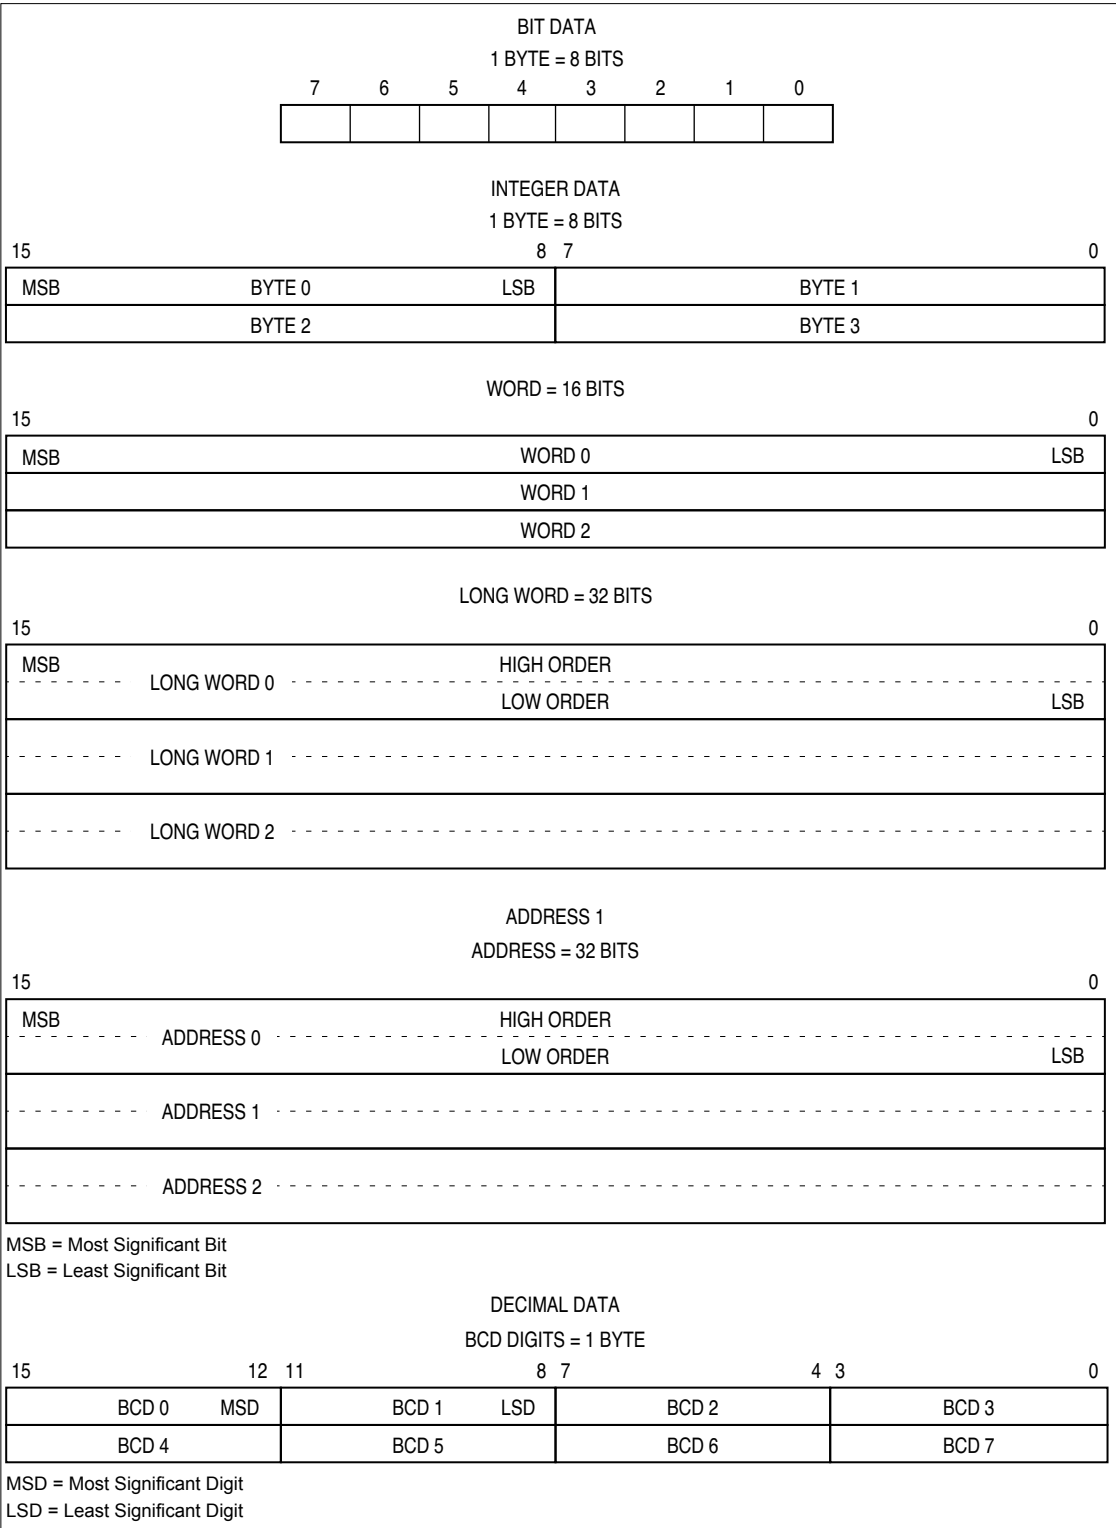 BIT DATA
1 BYTE = 8 BITS
7 6 5 4 3 2 1 0
INTEGER DATA
1 BYTE = 8 BITS
15 8 7 0
MSB BYTE 0 LSB BYTE 1
BYTE 2 BYTE 3
WORD = 16 BITS
15 0
MSB WORD 0 LSB
WORD 1
WORD 2
LONG WORD = 32 BITS
15 0
MSB HIGH ORDER
LONG WORD 0
LOW ORDER LSB
LONG WORD 1
LONG WORD 2
ADDRESS 1
ADDRESS = 32 BITS
15 0
MSB HIGH ORDER
ADDRESS 0
LOW ORDER LSB
ADDRESS 1
ADDRESS 2
MSB = Most Significant Bit
LSB = Least Significant Bit
DECIMAL DATA
BCD DIGITS = 1 BYTE
15 12 11 8 7 4 3 0
BCD 0 MSD BCD 1 LSD BCD 2 BCD 3
BCD 4 BCD 5 BCD 6 BCD 7
MSD = Most Significant Digit
LSD = Least Significant Digit